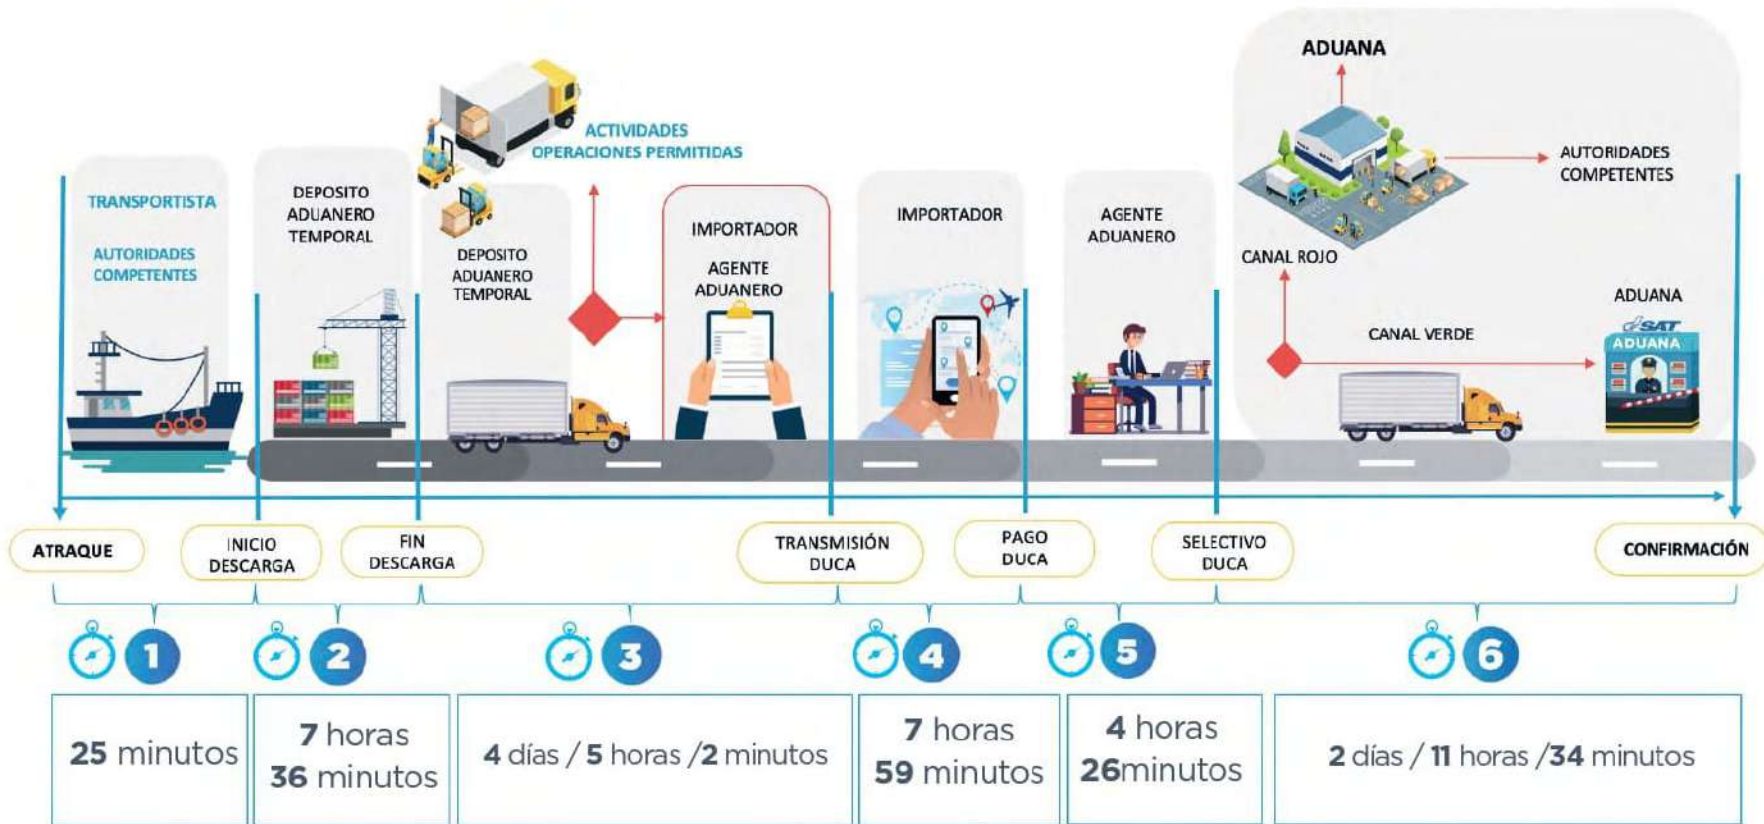 TRANSPORTISTA
AUTORIDADES
COMPETENTES
DEPOSITO
ADUANERO
TEMPORAL
ACTIVIDADES
OPERACIONES PERMITIDAS
DEPOSITO
ADUANERO
TEMPORAL
IMPORTADOR
AGENTE
ADUANERO
IMPORTADOR
AGENTE
ADUANERO
ADUANA
AUTORIDADES
COMPETENTES
CANAL ROJO
CANAL VERDE
ADUANA
SAT
ADUANA
ATRAQUE
INICIO
DESCARGA
FIN
DESCARGA
TRANSMISIÓN
DUCA
PAGO
DUCA
SELECTIVO
DUCA
CONFIRMACIÓN
1
2
3
4
5
6
25 minutos
7 horas
36 minutos
4 días / 5 horas /2 minutos
7 horas
59 minutos
4 horas
26minutos
2 días / 11 horas /34 minutos